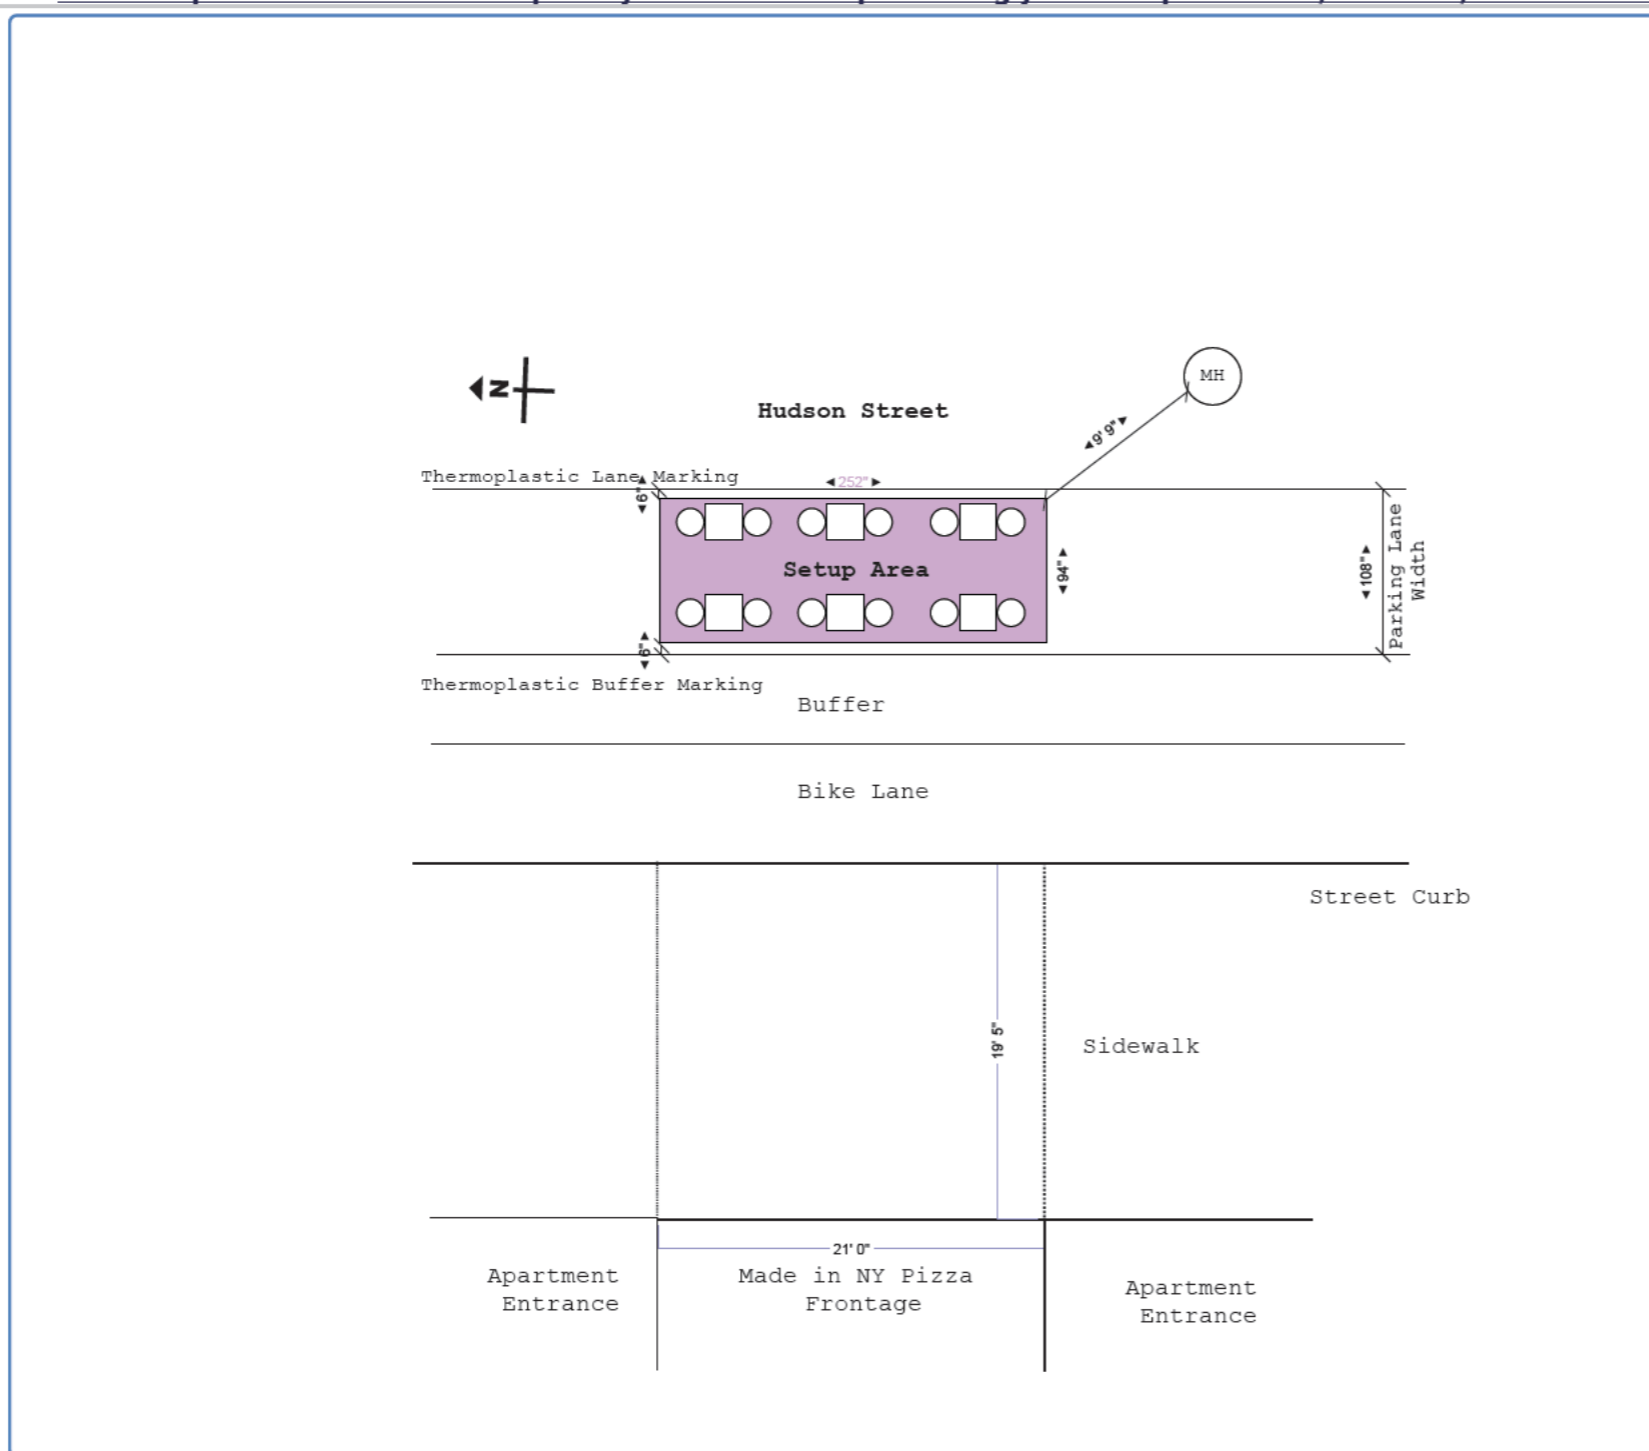 MH
N
Hudson Street
9' 9"
Thermoplastic Lane Marking
252"
6"
Setup Area
94"
108"
Parking Lane
Width
6"
Thermoplastic Buffer Marking
Buffer
Bike Lane
Street Curb
19' 5"
Sidewalk
21' 0"
Apartment
Entrance
Made in NY Pizza
Frontage
Apartment
Entrance